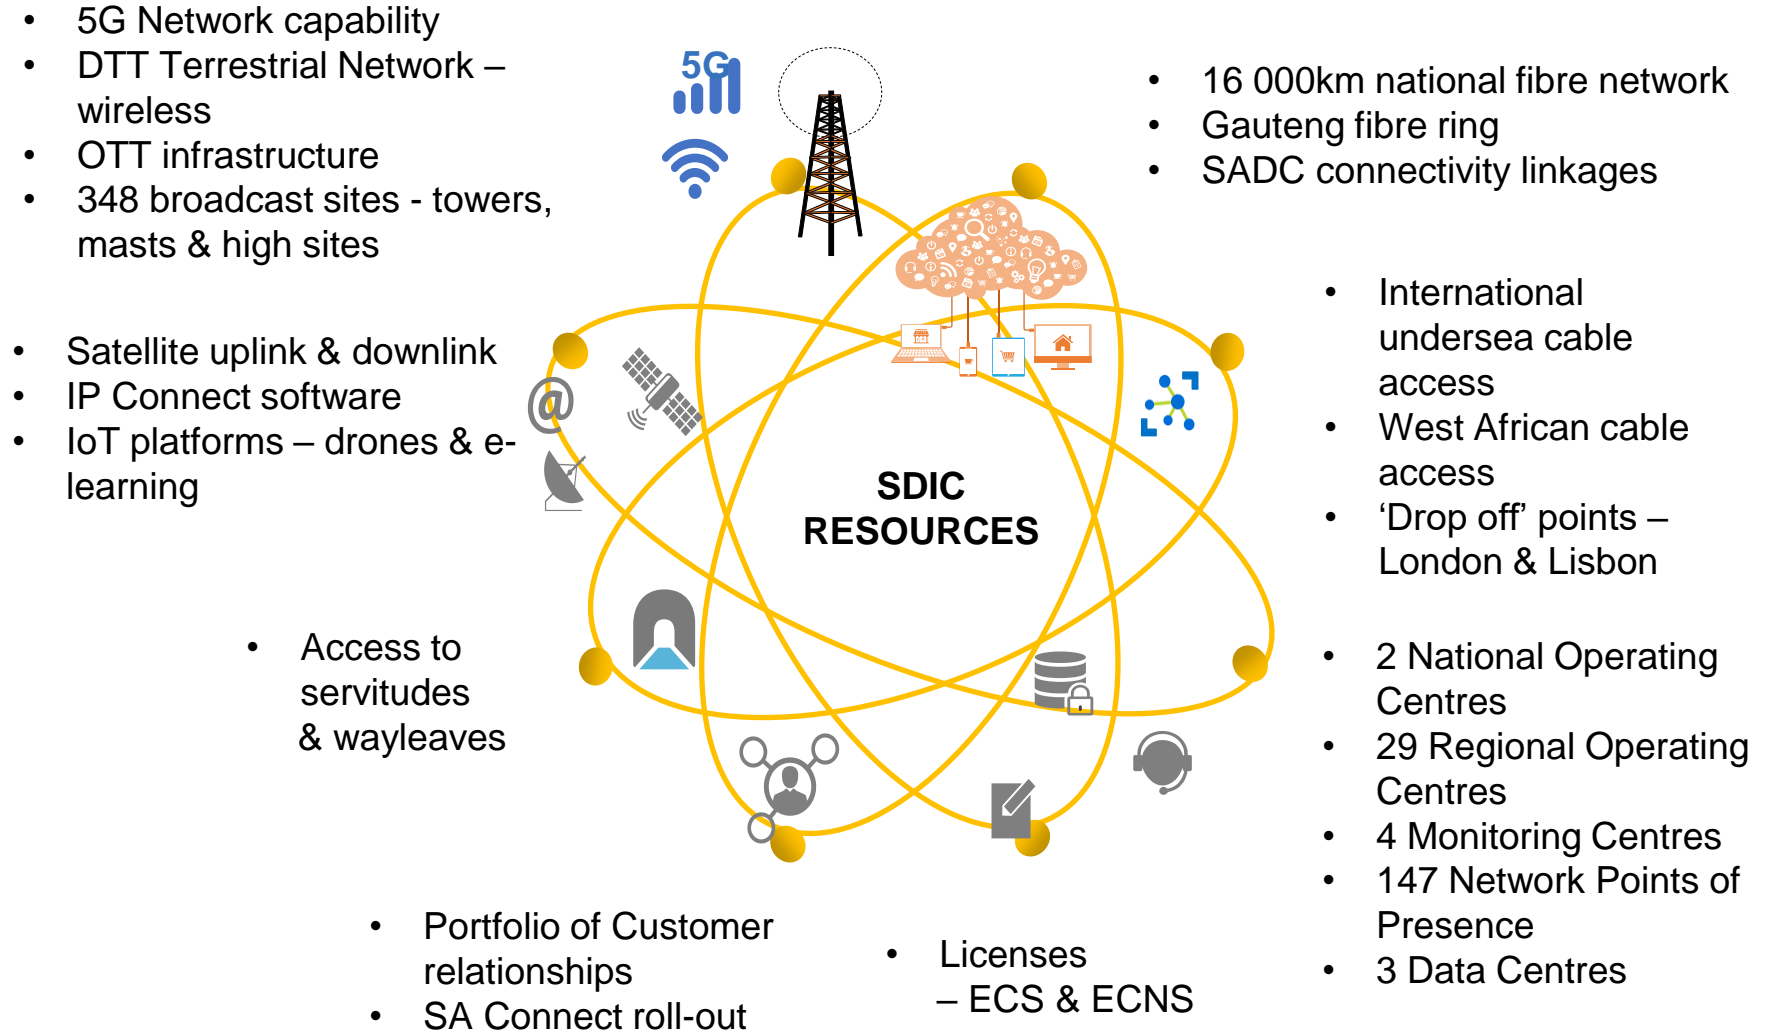 • 5G Network capability
• DTT Terrestrial Network –
wireless
• OTT infrastructure
• 348 broadcast sites - towers,
masts & high sites
5G
• 16 000km national fibre network
• Gauteng fibre ring
• SADC connectivity linkages
• Satellite uplink & downlink
• IP Connect software
• IoT platforms – drones & e-
learning
@
SDIC
RESOURCES
• International
undersea cable
access
• West African cable
access
• ‘Drop off’ points –
London & Lisbon
• Access to
servitudes
& wayleaves
• 2 National Operating
Centres
• 29 Regional Operating
Centres
• 4 Monitoring Centres
• 147 Network Points of
Presence
• 3 Data Centres
• Portfolio of Customer
relationships
• SA Connect roll-out
• Licenses
– ECS & ECNS